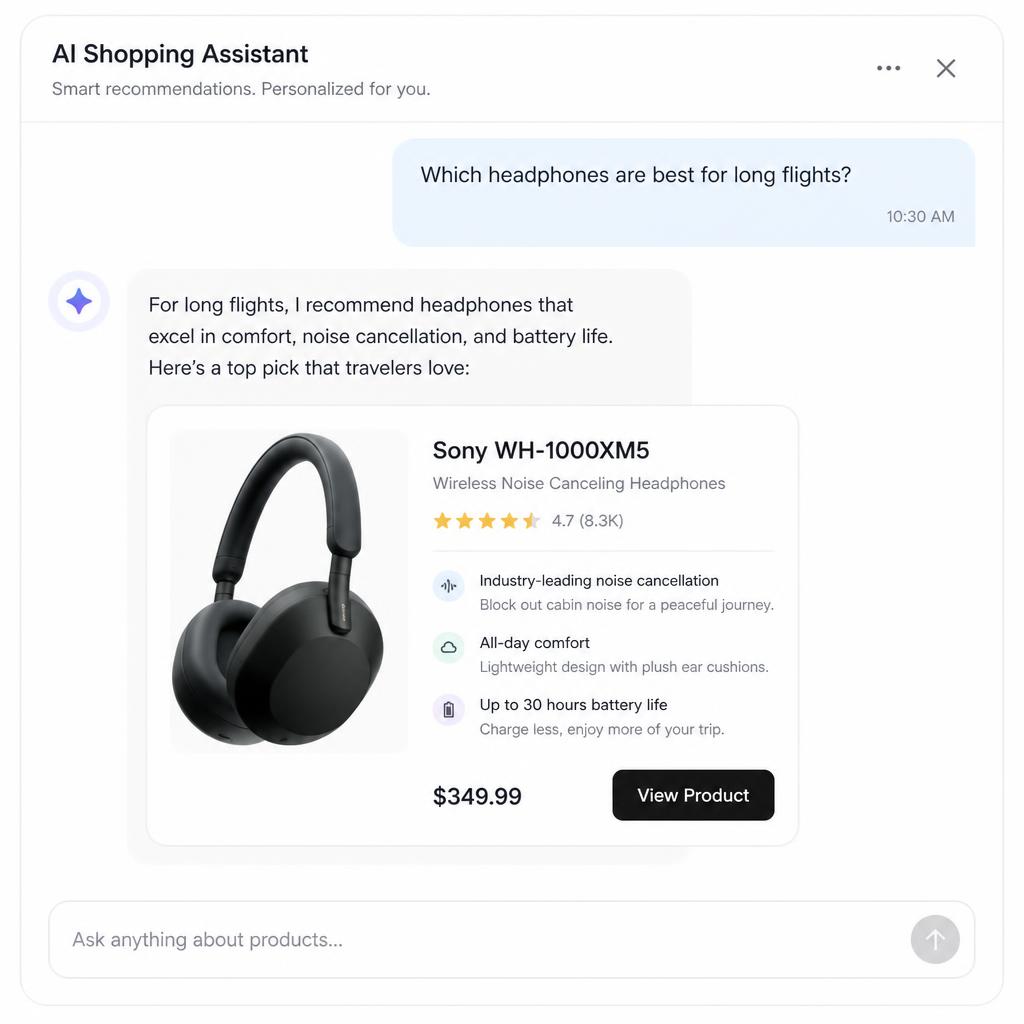 AI Shopping Assistant
Smart recommendations. Personalized for you.
Which headphones are best for long flights?
10:30 AM
For long flights, I recommend headphones that
excel in comfort, noise cancellation, and battery life.
Here’s a top pick that travelers love:
Sony WH-1000XM5
Wireless Noise Canceling Headphones
4.7 (8.3K)
Industry-leading noise cancellation
Block out cabin noise for a peaceful journey.
All-day comfort
Lightweight design with plush ear cushions.
Up to 30 hours battery life
Charge less, enjoy more of your trip.
$349.99
View Product
Ask anything about products...